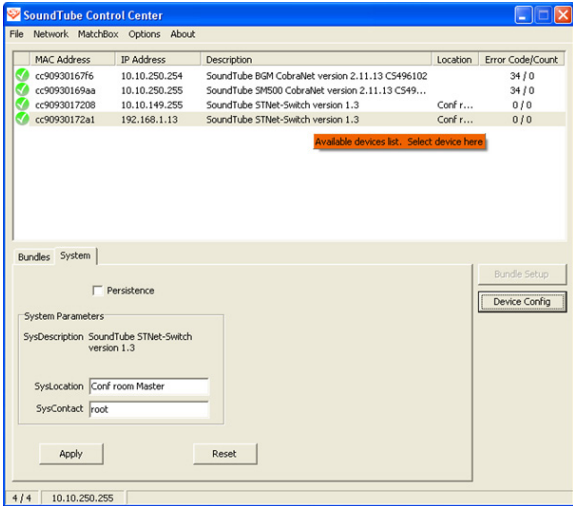 SoundTube Control Center
File Network MatchBox Options About
MAC Address IP Address Description Location Error Code/Count
cc90930167f6 10.10.250.254 SoundTube BGM CobraNet version 2.11.13 CS496102 34 / 0
cc90930169aa 10.10.250.255 SoundTube SM500 CobraNet version 2.11.13 CS49... 34 / 0
cc9093017208 10.10.149.255 SoundTube STNet-Switch version 1.3 Conf r... 0 / 0
cc90930172a1 192.168.1.13 SoundTube STNet-Switch version 1.3 Conf r... 0 / 0
Available devices list. Select device here
Bundles System
Bundle Setup
Persistence
Device Config
System Parameters
SysDescription SoundTube STNet-Switch
version 1.3
SysLocation Conf room Master
SysContact root
Apply Reset
4 / 4 10.10.250.255